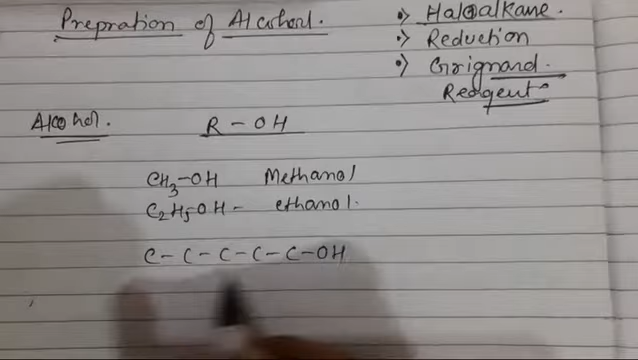 Prepration of Alcohol.
•> Haloalkane.
•> Reduction
•> Grignard.
Reagent
Alcohol.
R - OH
CH3-OH Methanol
C2H5OH - ethanol.
C - C - C - C - C - OH